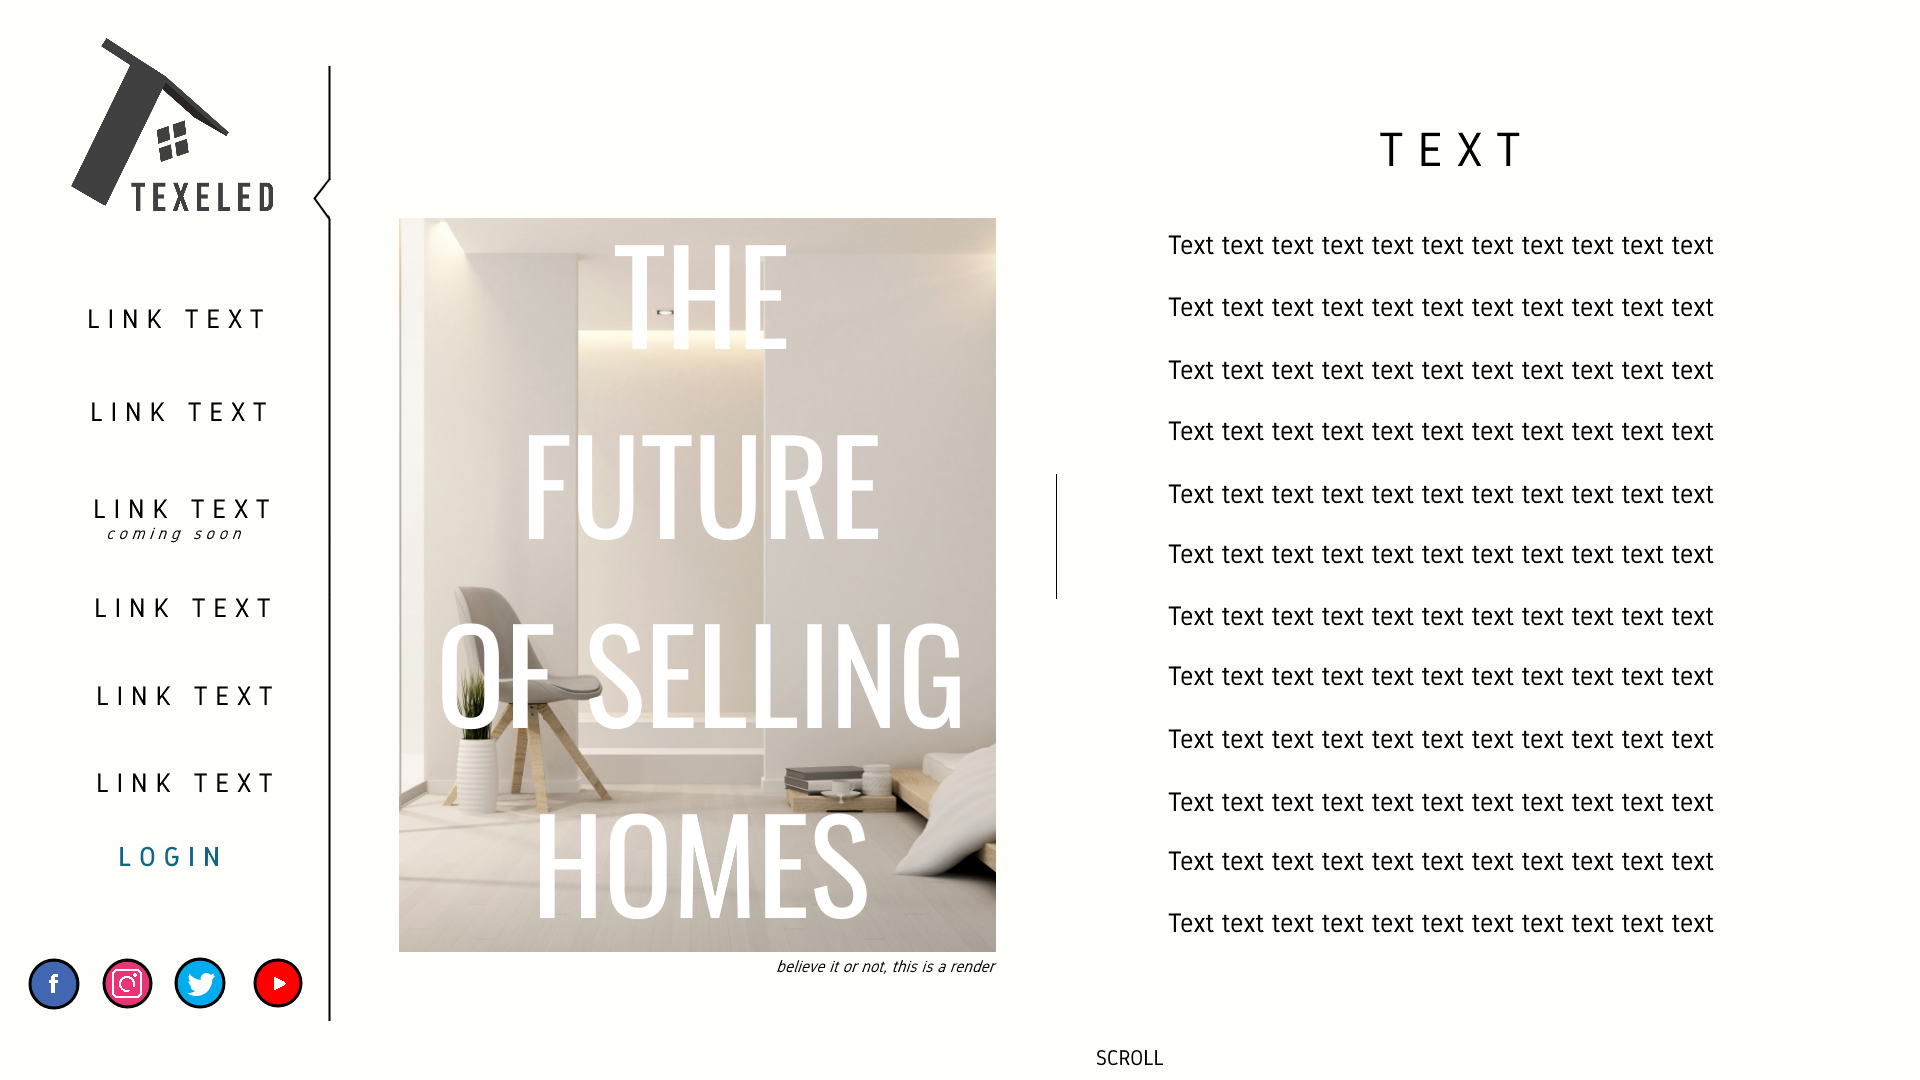 TEXELED
LINK TEXT
LINK TEXT
LINK TEXT
coming soon
LINK TEXT
LINK TEXT
LINK TEXT
LOGIN
f
THE
FUTURE
OF SELLING
HOMES
believe it or not, this is a render
TEXT
Text text text text text text text text text text text
Text text text text text text text text text text text
Text text text text text text text text text text text
Text text text text text text text text text text text
Text text text text text text text text text text text
Text text text text text text text text text text text
Text text text text text text text text text text text
Text text text text text text text text text text text
Text text text text text text text text text text text
Text text text text text text text text text text text
Text text text text text text text text text text text
Text text text text text text text text text text text
SCROLL